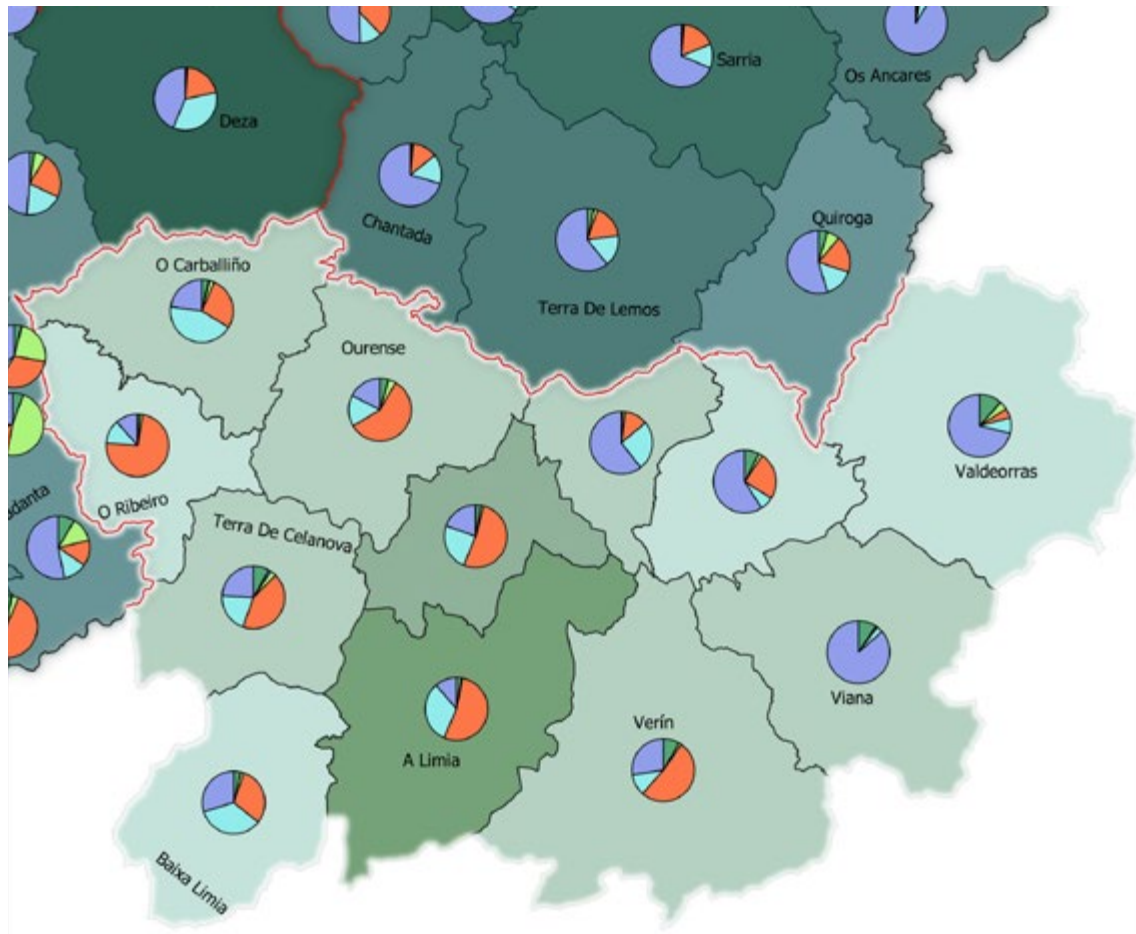 Sarria
Os Ancares
Deza
Chantada
Quiroga
O Carballiño
Terra De Lemos
Ourense
Valdeorras
O Ribeiro
Terra De Celanova
Viana
Verín
A Limia
Baixa Limia